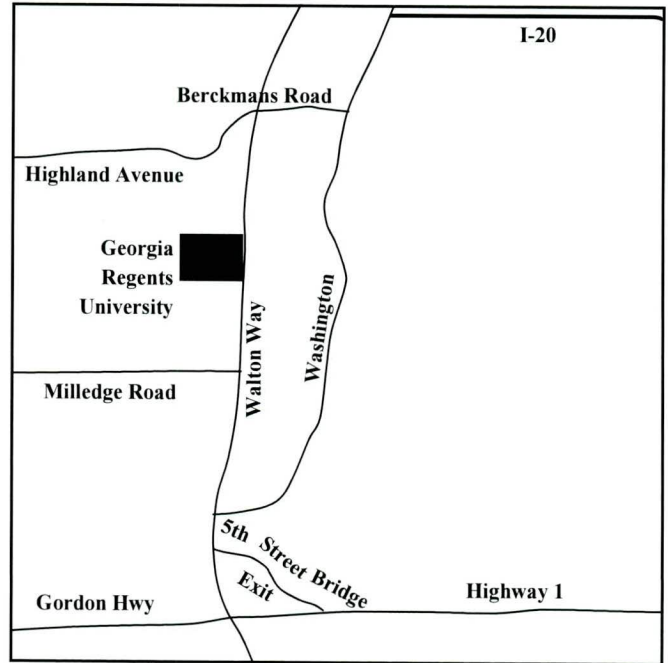 I-20
Berckmans Road
Highland Avenue
Georgia
Regents
University
Walton Way
Washington
Milledge Road
5th Street Bridge
Exit
Highway 1
Gordon Hwy